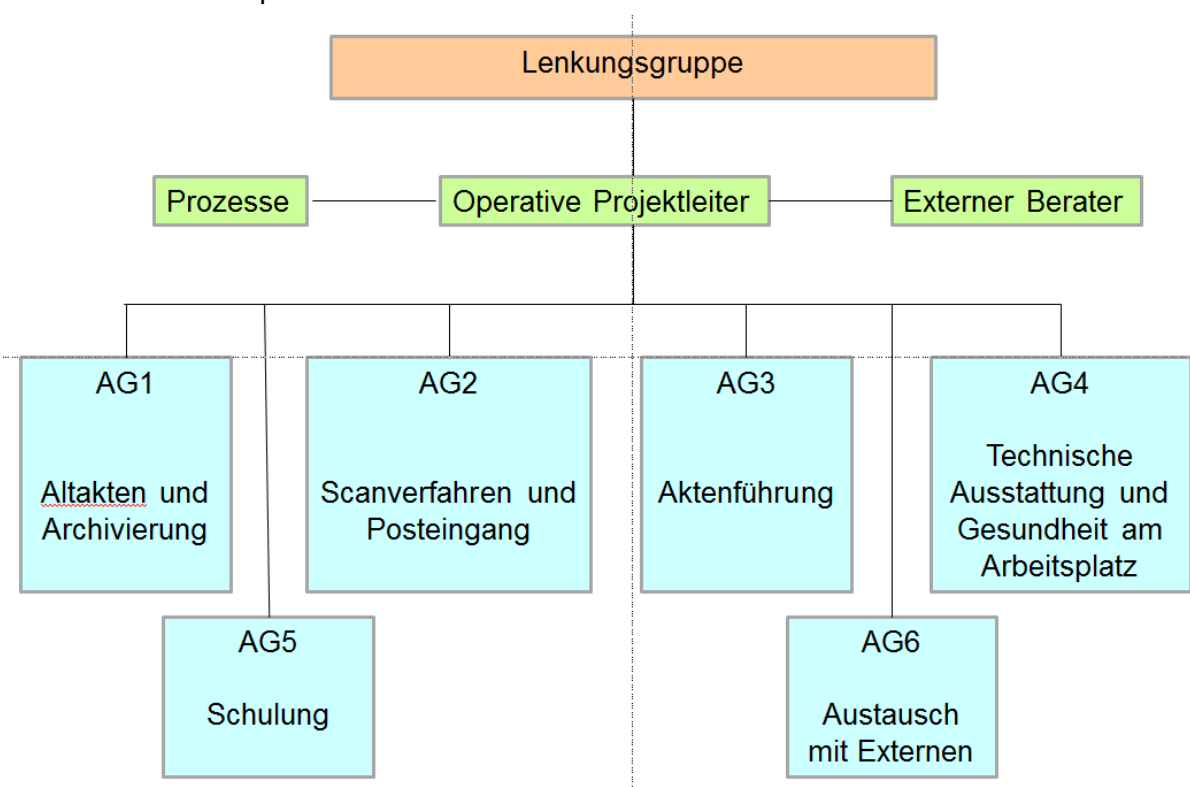 Lenkungsgruppe
Prozesse
Operative Projektleiter
Externer Berater
AG1
Altakten und
Archivierung
AG2
Scanverfahren und
Posteingang
AG3
Aktenführung
AG4
Technische
Ausstattung und
Gesundheit am
Arbeitsplatz
AG5
Schulung
AG6
Austausch
mit Externen